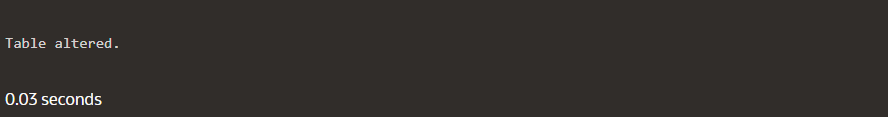 Table altered.
0.03 seconds